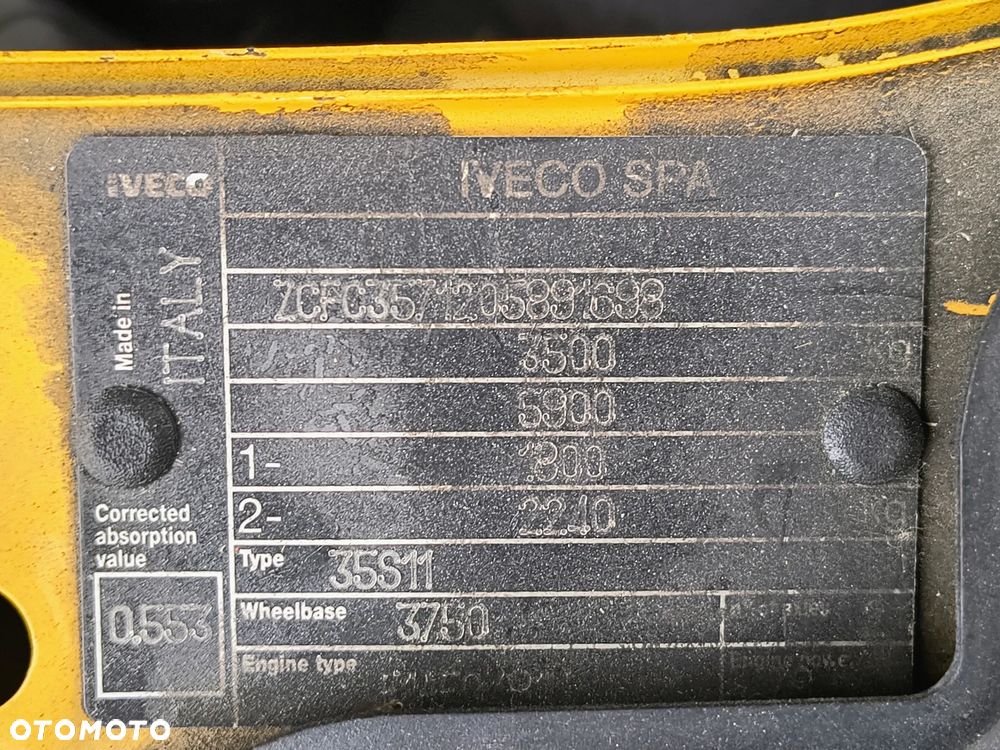 IVECO
IVECO SPA
Made in
ITALY
ZCFC3571205891693
3500 kg
5900
1- 1800
2- 2240
Corrected
absorption
value
0,553
Type 35S11
Wheelbase 3750
Engine type
OTOMOTO